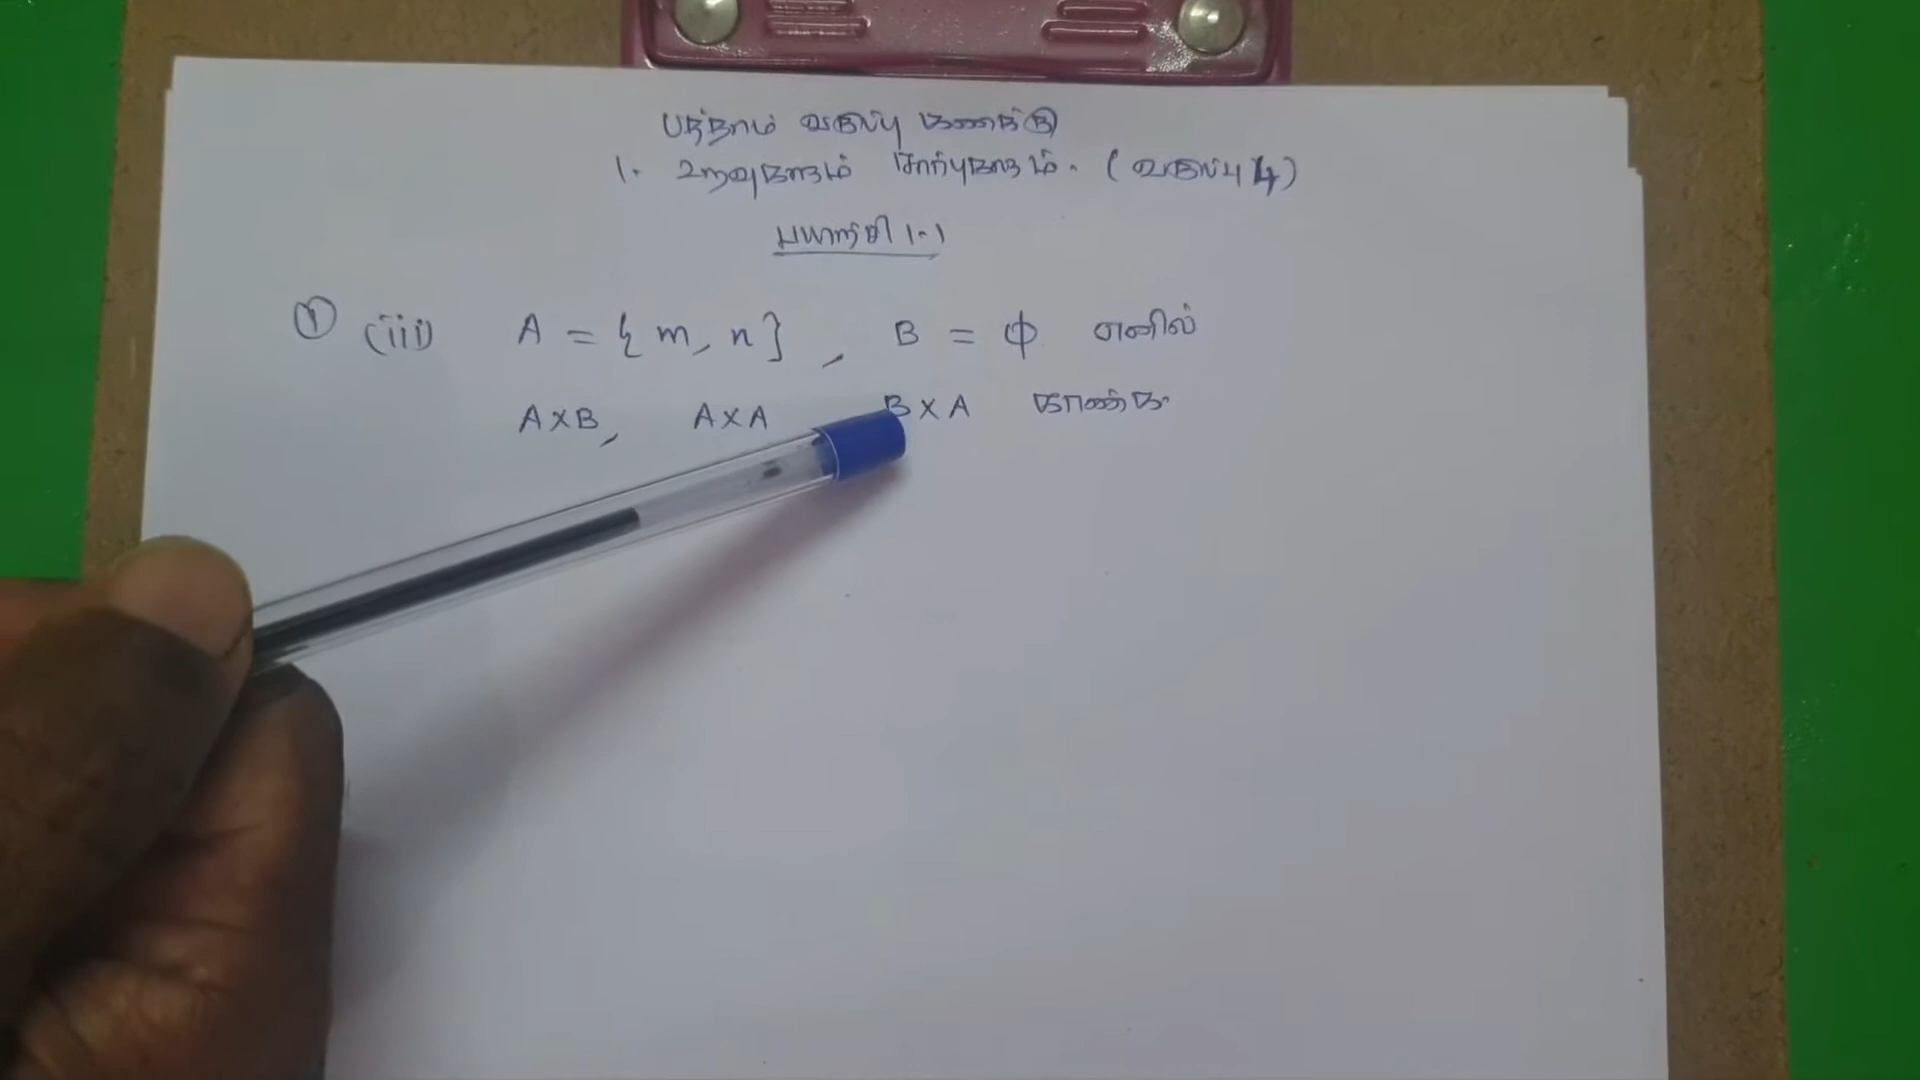 பத்தாம் வகுப்பு கணக்கு
1. உறவுகளும் சார்புகளும். (வகுப்பு 4)
பயிற்சி 1.1
① (iii) A = { m, n } , B = ϕ எனில்
A×B, A×A B×A காண்க.